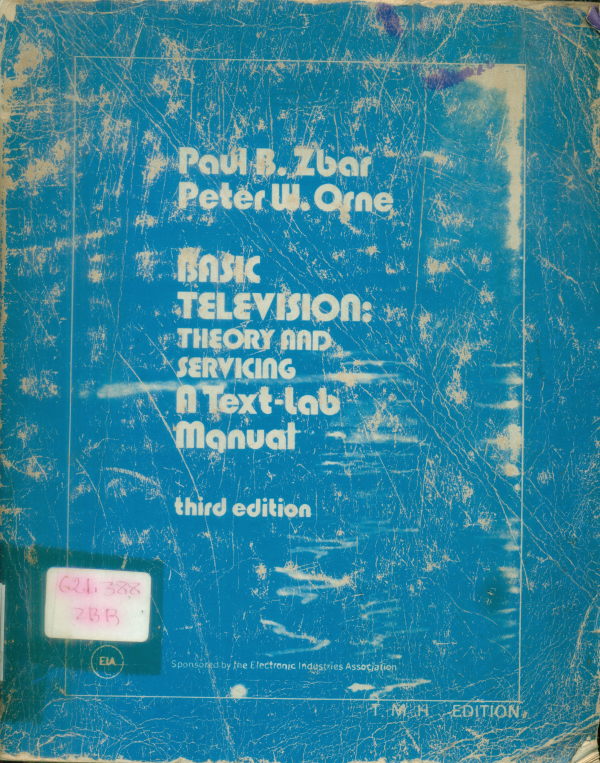 Paul B. Zbar
Peter W. Orne
BASIC
TELEVISION:
THEORY AND
SERVICING
A Text-Lab
Manual
third edition
621.388
ZBB
EIA
Sponsored by the Electronic Industries Association
T M H EDITION